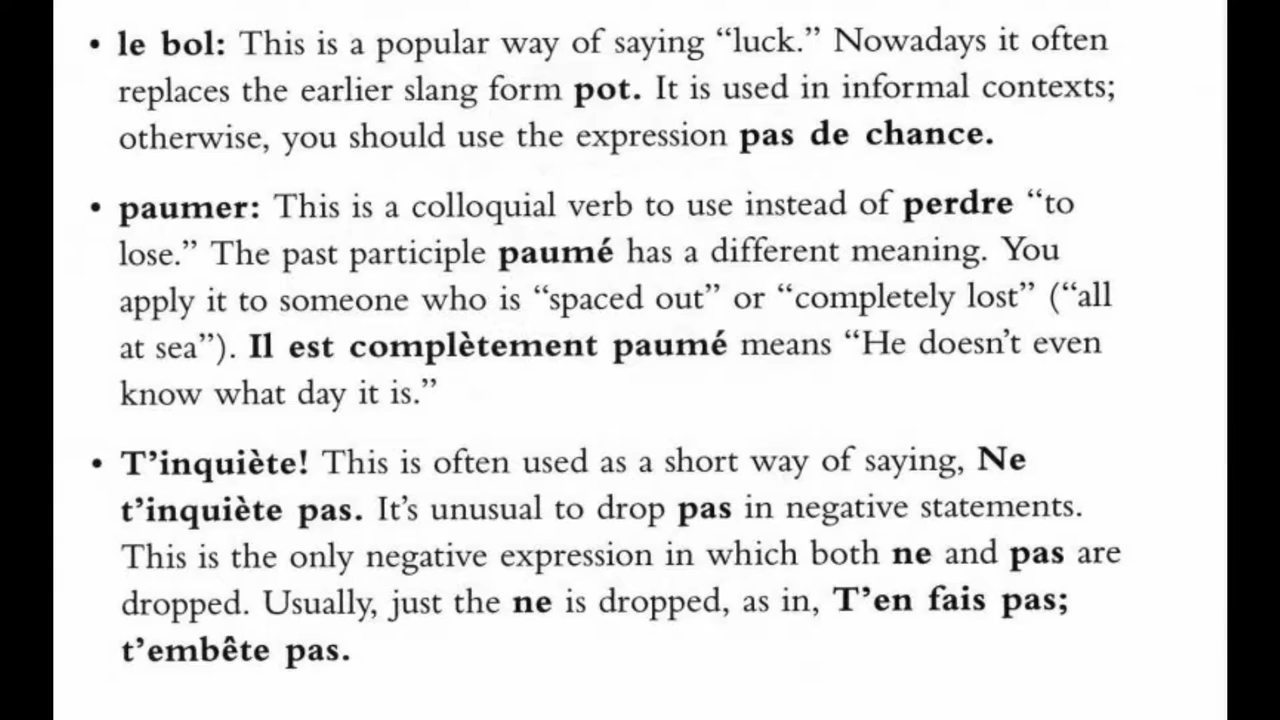 • le bol: This is a popular way of saying “luck.” Nowadays it often
replaces the earlier slang form pot. It is used in informal contexts;
otherwise, you should use the expression pas de chance.
• paumer: This is a colloquial verb to use instead of perdre “to
lose.” The past participle paumé has a different meaning. You
apply it to someone who is “spaced out” or “completely lost” (“all
at sea”). Il est complètement paumé means “He doesn’t even
know what day it is.”
• T’inquiète! This is often used as a short way of saying, Ne
t’inquiète pas. It’s unusual to drop pas in negative statements.
This is the only negative expression in which both ne and pas are
dropped. Usually, just the ne is dropped, as in, T’en fais pas;
t’embête pas.